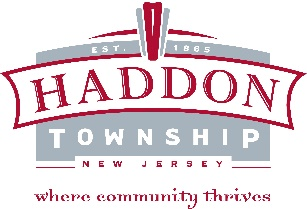 EST. 1865
HADDON
TOWNSHIP
NEW JERSEY
where community thrives